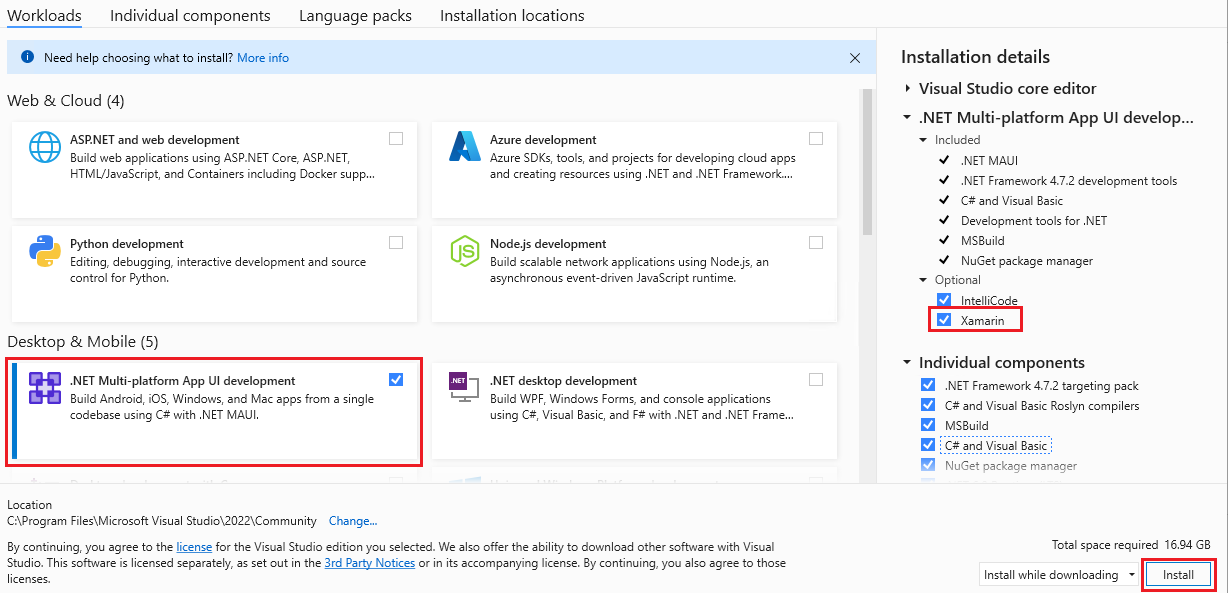 Workloads
Individual components
Language packs
Installation locations
Need help choosing what to install? More info
Web & Cloud (4)
ASP.NET and web development
Build web applications using ASP.NET Core, ASP.NET,
HTML/JavaScript, and Containers including Docker supp...
Azure development
Azure SDKs, tools, and projects for developing cloud apps
and creating resources using .NET and .NET Framework....
Python development
Editing, debugging, interactive development and source
control for Python.
JS
Node.js development
Build scalable network applications using Node.js, an
asynchronous event-driven JavaScript runtime.
Desktop & Mobile (5)
.NET Multi-platform App UI development
Build Android, iOS, Windows, and Mac apps from a single
codebase using C# with .NET MAUI.
.NET
.NET desktop development
Build WPF, Windows Forms, and console applications
using C#, Visual Basic, and F# with .NET and .NET Frame...
Installation details
Visual Studio core editor
.NET Multi-platform App UI develop...
Included
.NET MAUI
.NET Framework 4.7.2 development tools
C# and Visual Basic
Development tools for .NET
MSBuild
NuGet package manager
Optional
IntelliCode
Xamarin
Individual components
.NET Framework 4.7.2 targeting pack
C# and Visual Basic Roslyn compilers
MSBuild
C# and Visual Basic
NuGet package manager
Location
C:\Program Files\Microsoft Visual Studio\2022\Community Change...
By continuing, you agree to the license for the Visual Studio edition you selected. We also offer the ability to download other software with Visual
Studio. This software is licensed separately, as set out in the 3rd Party Notices or in its accompanying license. By continuing, you also agree to those
licenses.
Total space required 16.94 GB
Install while downloading
Install